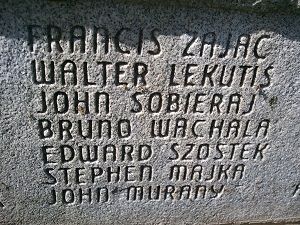 FRANCIS ZAJAC
WALTER LEKUTIS
JOHN SOBIERAJ
BRUNO WACHALA
EDWARD SZOSTEK
STEPHEN MAJKA
JOHN MURANY